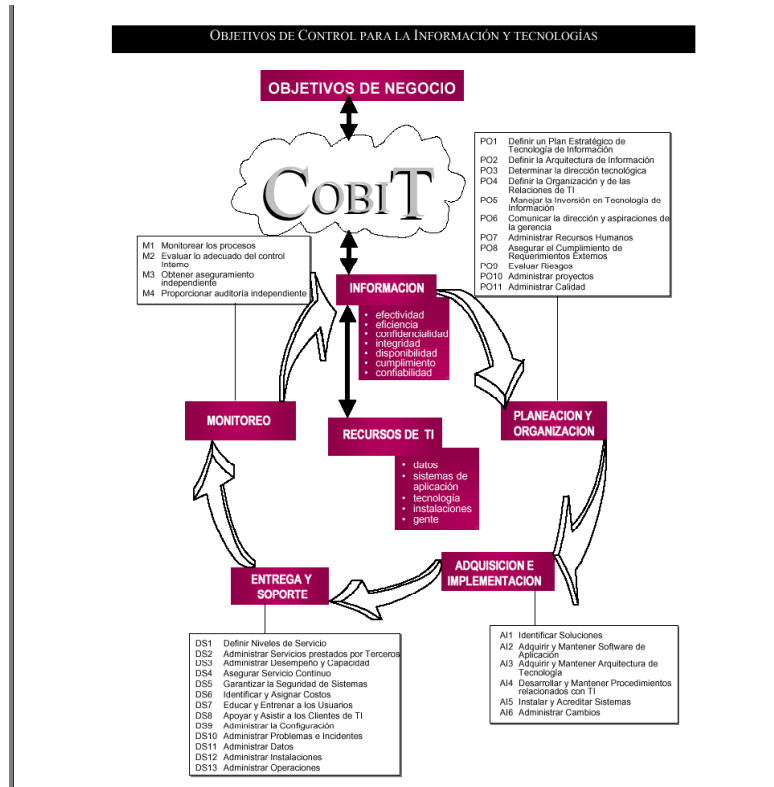 OBJETIVOS DE CONTROL PARA LA INFORMACIÓN Y TECNOLOGÍAS
OBJETIVOS DE NEGOCIO
COBIT
PO1 Definir un Plan Estratégico de
Tecnología de Información
PO2 Definir la Arquitectura de Información
PO3 Determinar la dirección tecnológica
PO4 Definir la Organización y de las
Relaciones de TI
PO5 Manejar la Inversión en Tecnología de
Información
PO6 Comunicar la dirección y aspiraciones de
la gerencia
PO7 Administrar Recursos Humanos
PO8 Asegurar el Cumplimiento de
Requerimientos Externos
PO9 Evaluar Riesgos
PO10 Administrar proyectos
PO11 Administrar Calidad
M1 Monitorear los procesos
M2 Evaluar lo adecuado del control
Interno
M3 Obtener aseguramiento
independiente
M4 Proporcionar auditoría independiente
INFORMACION
• efectividad
• eficiencia
• confidencialidad
• integridad
• disponibilidad
• cumplimiento
• confiabilidad
MONITOREO
RECURSOS DE TI
PLANEACION Y
ORGANIZACION
• datos
• sistemas de
aplicación
• tecnología
• instalaciones
• gente
ADQUISICION E
IMPLEMENTACION
ENTREGA Y
SOPORTE
DS1 Definir Niveles de Servicio
DS2 Administrar Servicios prestados por Terceros
DS3 Administrar Desempeño y Capacidad
DS4 Asegurar Servicio Continuo
DS5 Garantizar la Seguridad de Sistemas
DS6 Identificar y Asignar Costos
DS7 Educar y Entrenar a los Usuarios
DS8 Apoyar y Asistir a los Clientes de TI
DS9 Administrar la Configuración
DS10 Administrar Problemas e Incidentes
DS11 Administrar Datos
DS12 Administrar Instalaciones
DS13 Administrar Operaciones
AI1 Identificar Soluciones
AI2 Adquirir y Mantener Software de
Aplicación
AI3 Adquirir y Mantener Arquitectura de
Tecnología
AI4 Desarrollar y Mantener Procedimientos
relacionados con TI
AI5 Instalar y Acreditar Sistemas
AI6 Administrar Cambios